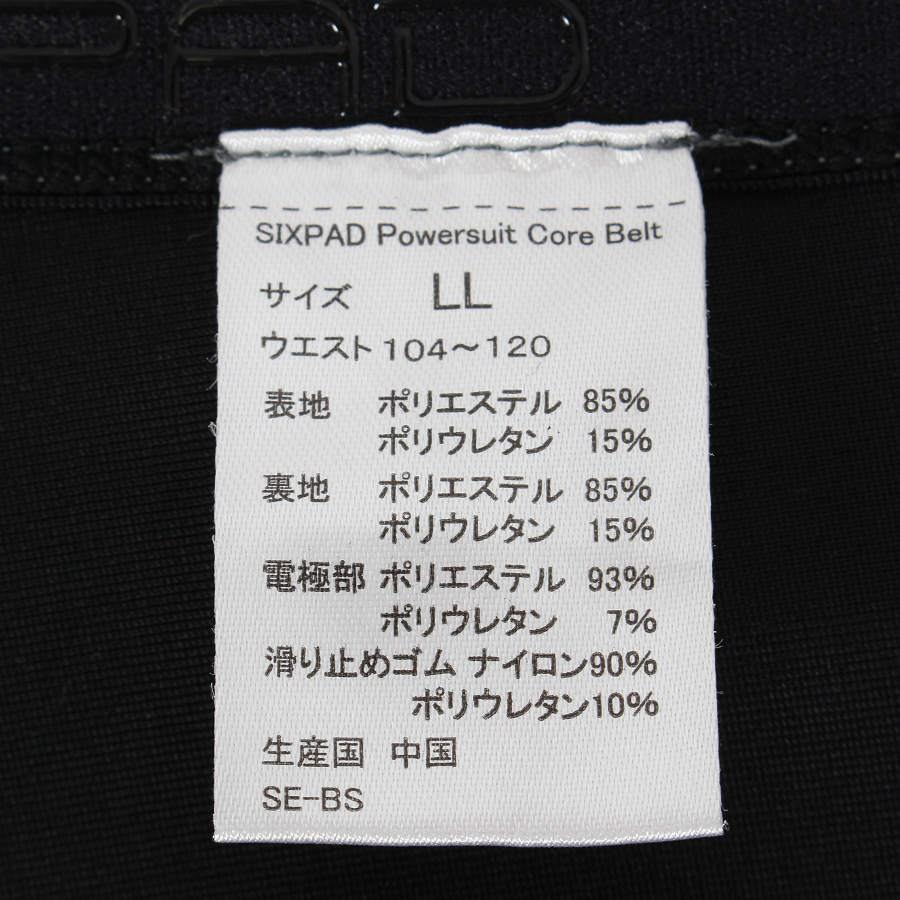 PAD
SIXPAD Powersuit Core Belt
サイズ LL
ウエスト 104～120
表地 ポリエステル 85%
ポリウレタン 15%
裏地 ポリエステル 85%
ポリウレタン 15%
電極部 ポリエステル 93%
ポリウレタン 7%
滑り止めゴム ナイロン90%
ポリウレタン10%
生産国 中国
SE-BS